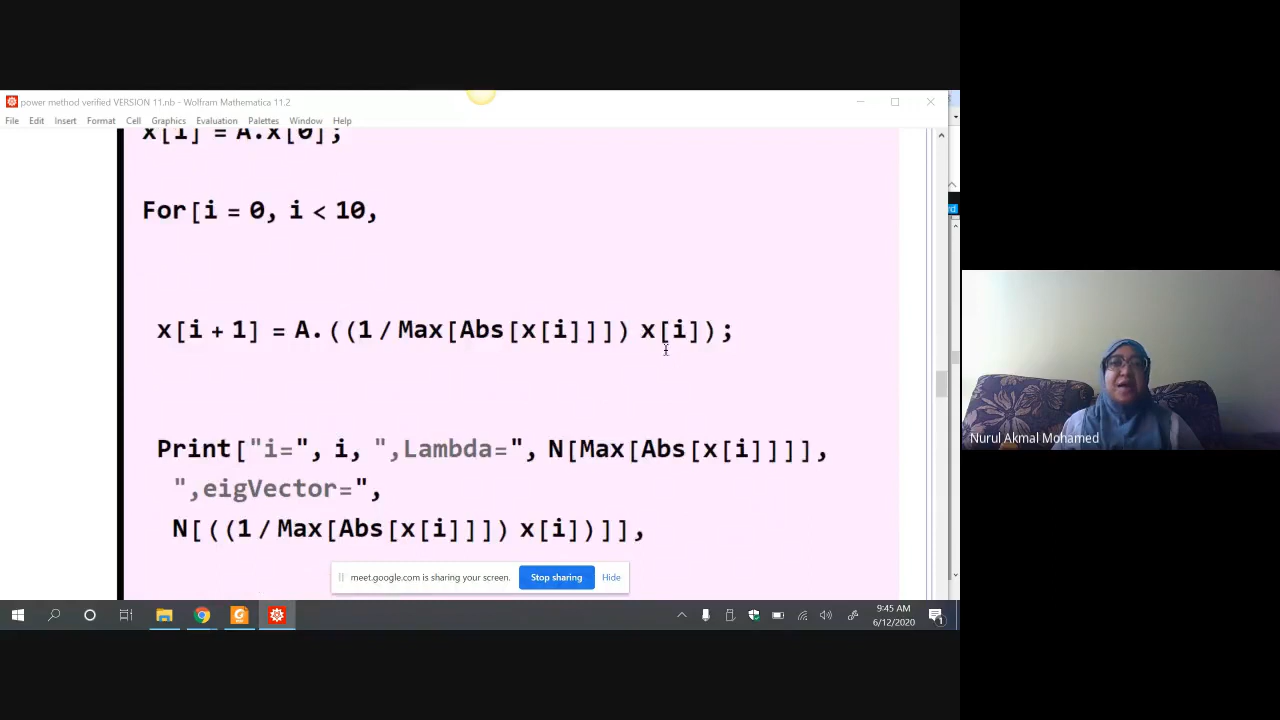 power method verified VERSION 11.nb - Wolfram Mathematica 11.2
File Edit Insert Format Cell Graphics Evaluation Palettes Window Help
x[1] = A.x[0];
For[i = 0, i < 10,
x[i + 1] = A.((1 / Max[Abs[x[i]]]) x[i]);
Print["i=", i, ",Lambda=", N[Max[Abs[x[i]]]],
",eigVector=",
N[((1 / Max[Abs[x[i]]]) x[i])]],
meet.google.com is sharing your screen. Stop sharing Hide
Nurul Akmal Mohamed
9:45 AM
6/12/2020